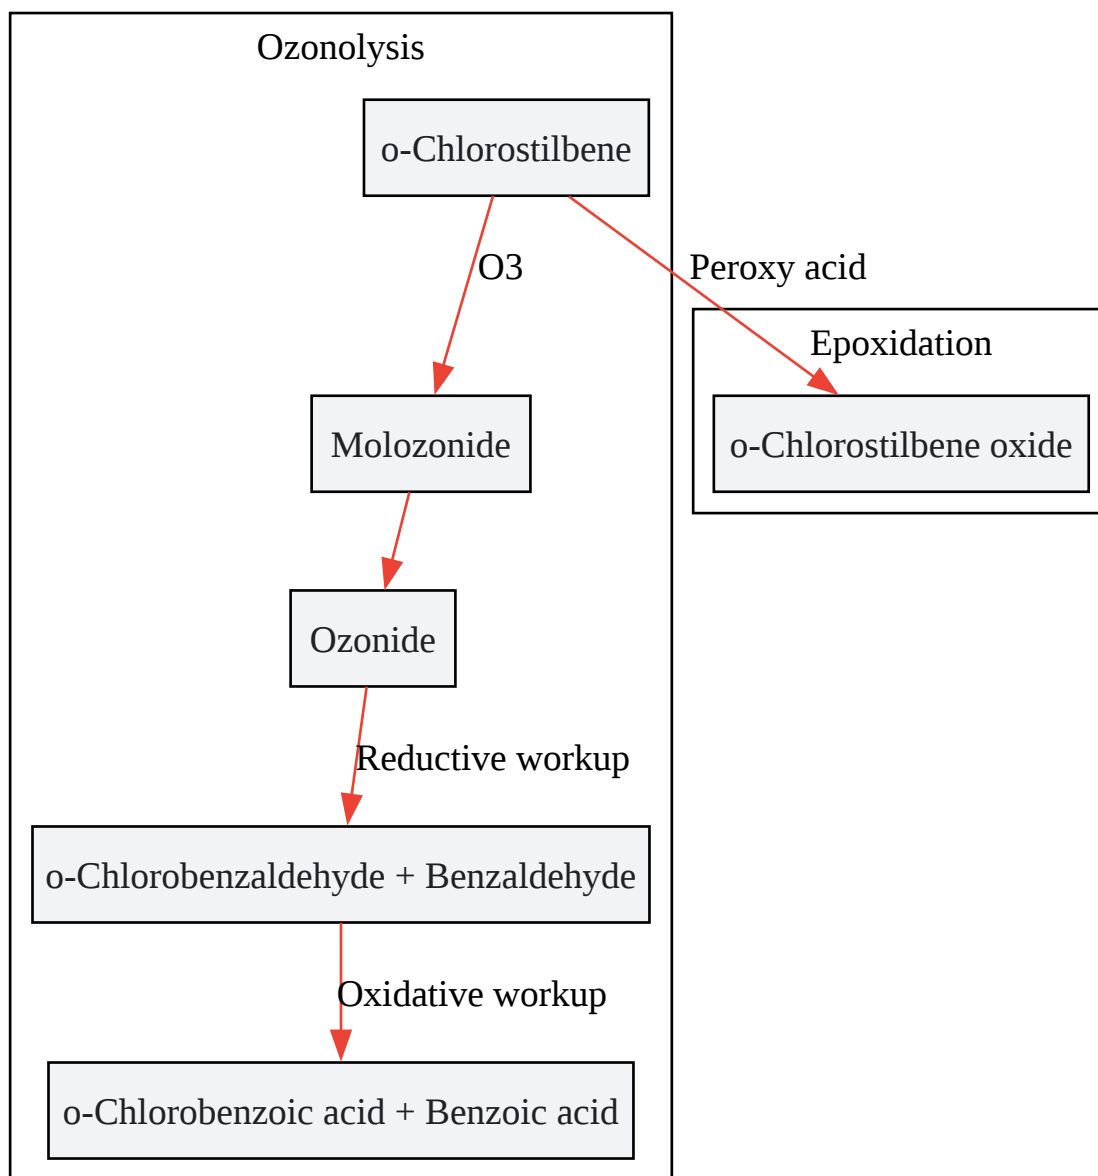 Ozonolysis
o-Chlorostilbene
O3
Peroxy acid
Epoxidation
Molozonide
o-Chlorostilbene oxide
Ozonide
Reductive workup
o-Chlorobenzaldehyde + Benzaldehyde
Oxidative workup
o-Chlorobenzoic acid + Benzoic acid